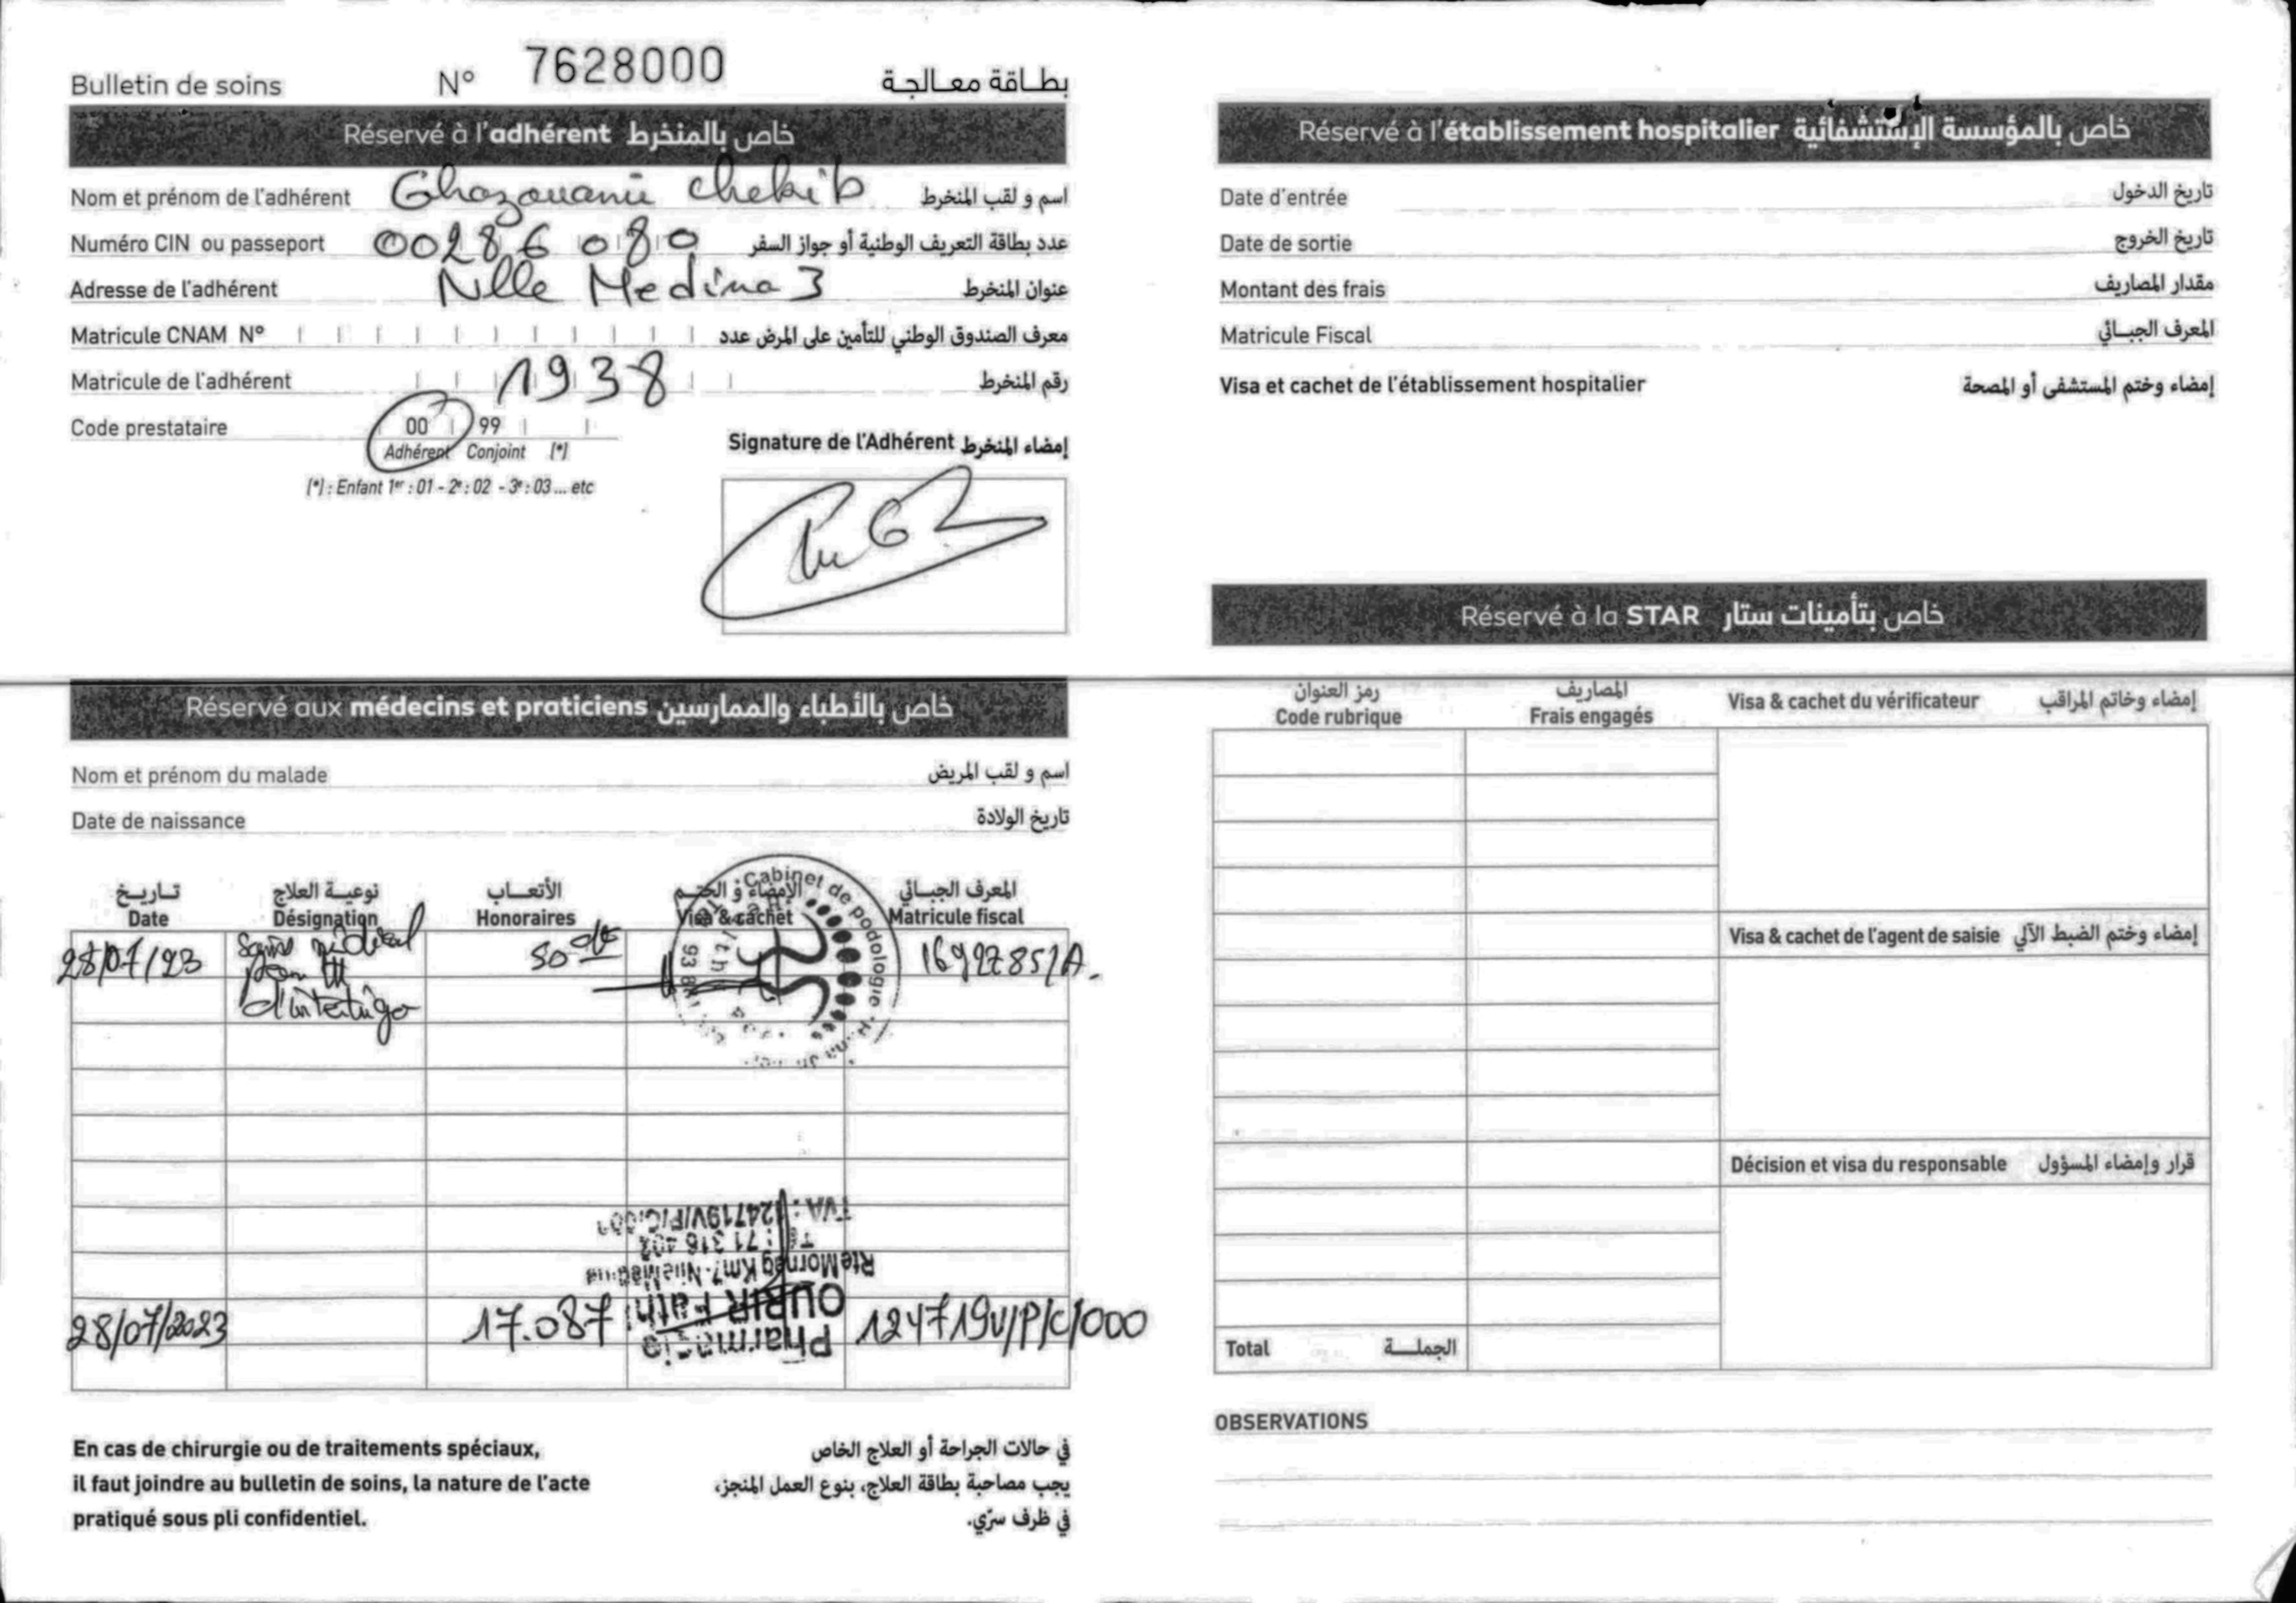 Bulletin de soins N° 7628000 بطاقة معالجة
Réservé à l'adhérent خاص بالمنخرط
Nom et prénom de l'adhérent Ghazouanii chekib اسم و لقب المنخرط
Numéro CIN ou passeport 00286080 عدد بطاقة التعريف الوطنية أو جواز السفر
Adresse de l'adhérent Nlle Medina 3 عنوان المنخرط
Matricule CNAM N° معرف الصندوق الوطني للتأمين على المرض عدد
Matricule de l'adhérent 1938 رقم المنخرط
Code prestataire 00 99
Adhérent Conjoint (*)
(*) : Enfant 1er : 01 - 2e : 02 - 3e : 03 ... etc
Signature de l'Adhérent إمضاء المنخرط
Réservé aux médecins et praticiens خاص بالأطباء والممارسين
Nom et prénom du malade اسم و لقب المريض
Date de naissance تاريخ الولادة
تاريخ نوعية العلاج الأتعاب الإمضاء و الختم المعرف الجبائي
Date Désignation Honoraires Visa & cachet Matricule fiscal
28/07/23 soins médical 50 dt 1699785/A.
d'intertrigo
Cabinet de podologie
TVA : 124719V/P/C/000
Tél : 71 316 402
Rte Mornag Km7 - Nlle Médina
OUBIR Fathi
Pharmacie
28/07/2023 17.087 124719V/P/C/000
En cas de chirurgie ou de traitements spéciaux,
il faut joindre au bulletin de soins, la nature de l'acte
pratiqué sous pli confidentiel.
في حالات الجراحة أو العلاج الخاص
يجب مصاحبة بطاقة العلاج، بنوع العمل المنجز،
في ظرف سرّي.
Réservé à l'établissement hospitalier خاص بالمؤسسة الإستشفائية
Date d'entrée تاريخ الدخول
Date de sortie تاريخ الخروج
Montant des frais مقدار المصاريف
Matricule Fiscal المعرف الجبائي
Visa et cachet de l'établissement hospitalier إمضاء وختم المستشفى أو المصحة
Réservé à la STAR خاص بتأمينات ستار
رمز العنوان المصاريف
Code rubrique Frais engagés Visa & cachet du vérificateur إمضاء وخاتم المراقب
Visa & cachet de l'agent de saisie إمضاء وختم الضبط الآلي
Décision et visa du responsable قرار وإمضاء المسؤول
Total الجملة
OBSERVATIONS